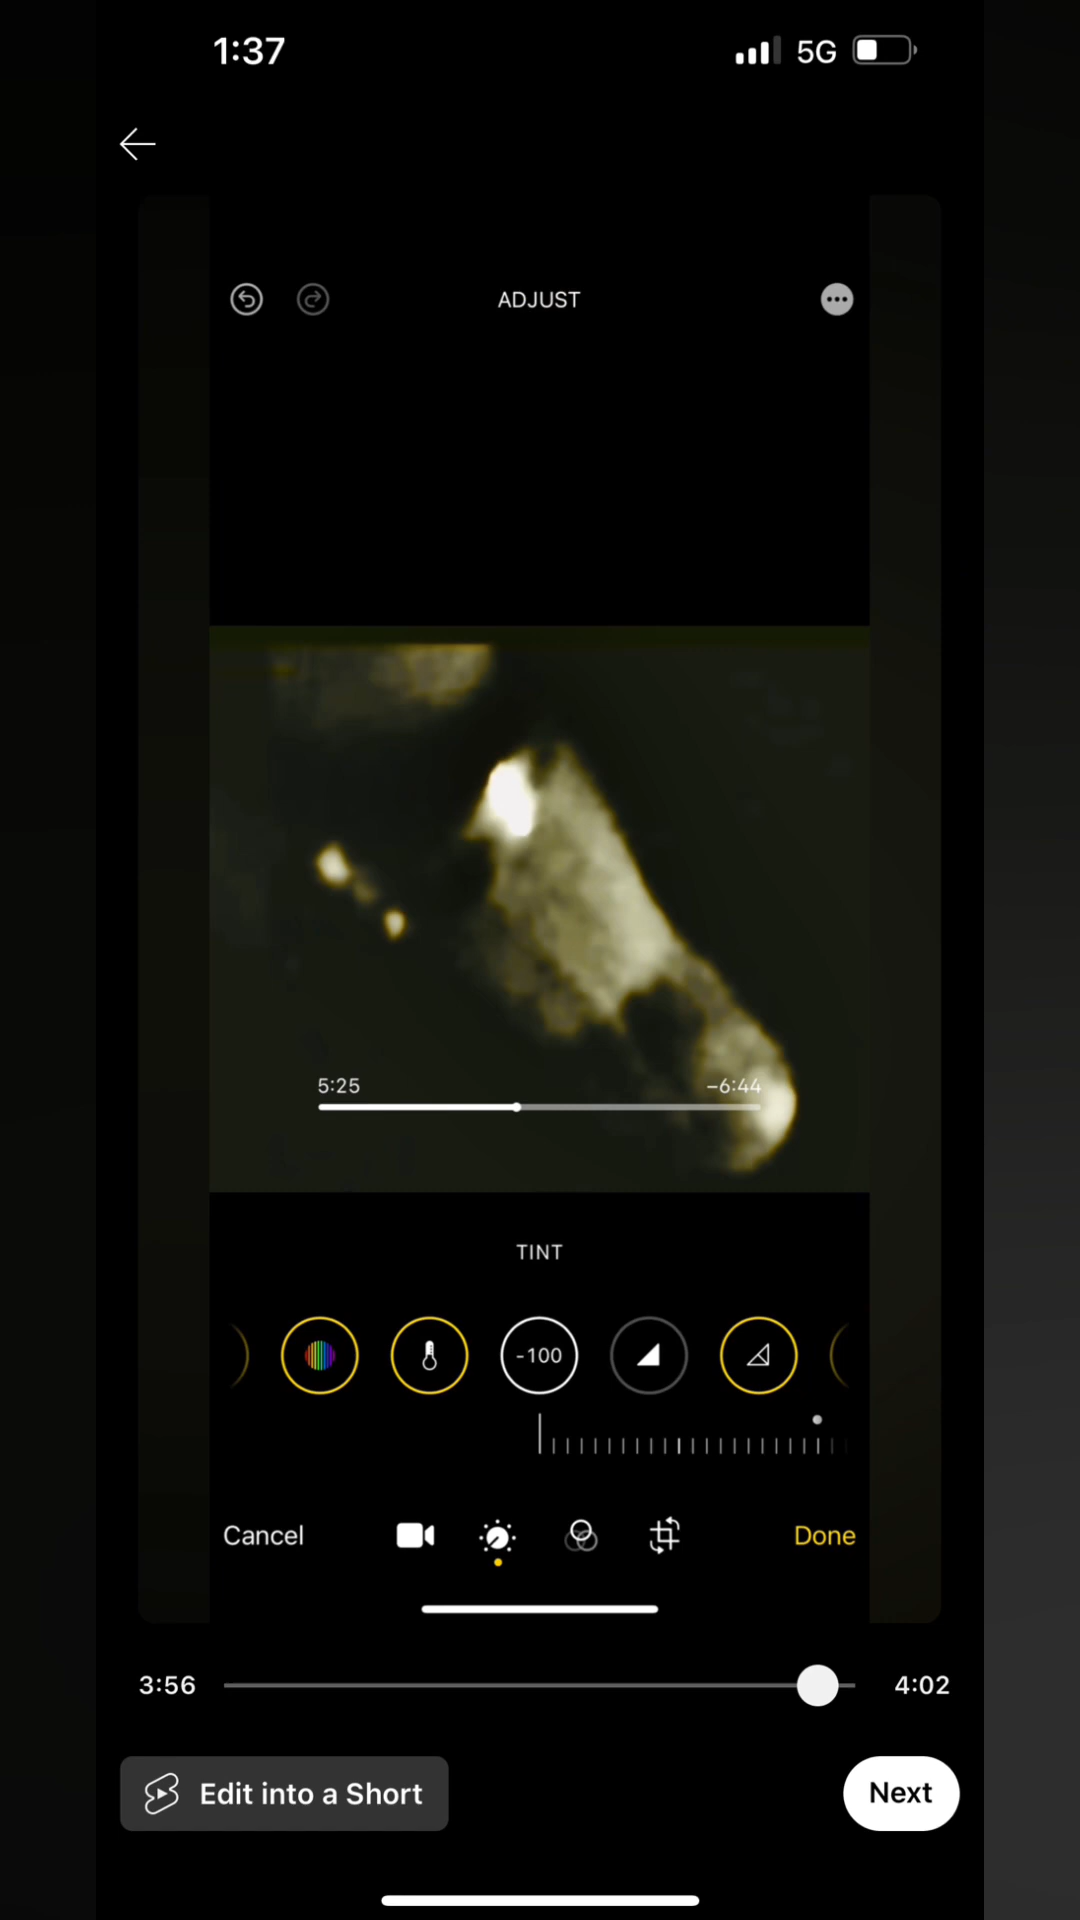 1:37
5G
ADJUST
5:25
−6:44
TINT
-100
Cancel
Done
3:56
4:02
Edit into a Short
Next